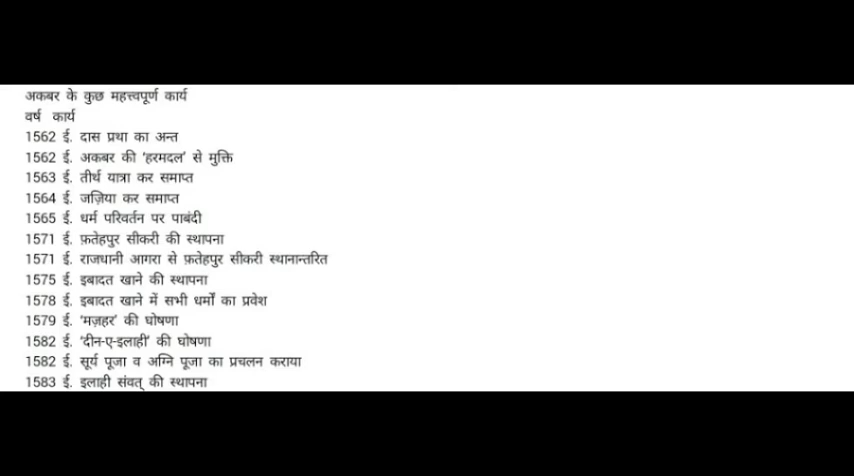 अकबर के कुछ महत्त्वपूर्ण कार्य
वर्ष कार्य
1562 ई. दास प्रथा का अन्त
1562 ई. अकबर की 'हरमदल' से मुक्ति
1563 ई. तीर्थ यात्रा कर समाप्त
1564 ई. जज़िया कर समाप्त
1565 ई. धर्म परिवर्तन पर पाबंदी
1571 ई. फ़तेहपुर सीकरी की स्थापना
1571 ई. राजधानी आगरा से फ़तेहपुर सीकरी स्थानान्तरित
1575 ई. इबादत खाने की स्थापना
1578 ई. इबादत खाने में सभी धर्मों का प्रवेश
1579 ई. 'मज़हर' की घोषणा
1582 ई. 'दीन-ए-इलाही' की घोषणा
1582 ई. सूर्य पूजा व अग्नि पूजा का प्रचलन कराया
1583 ई. इलाही संवत् की स्थापना